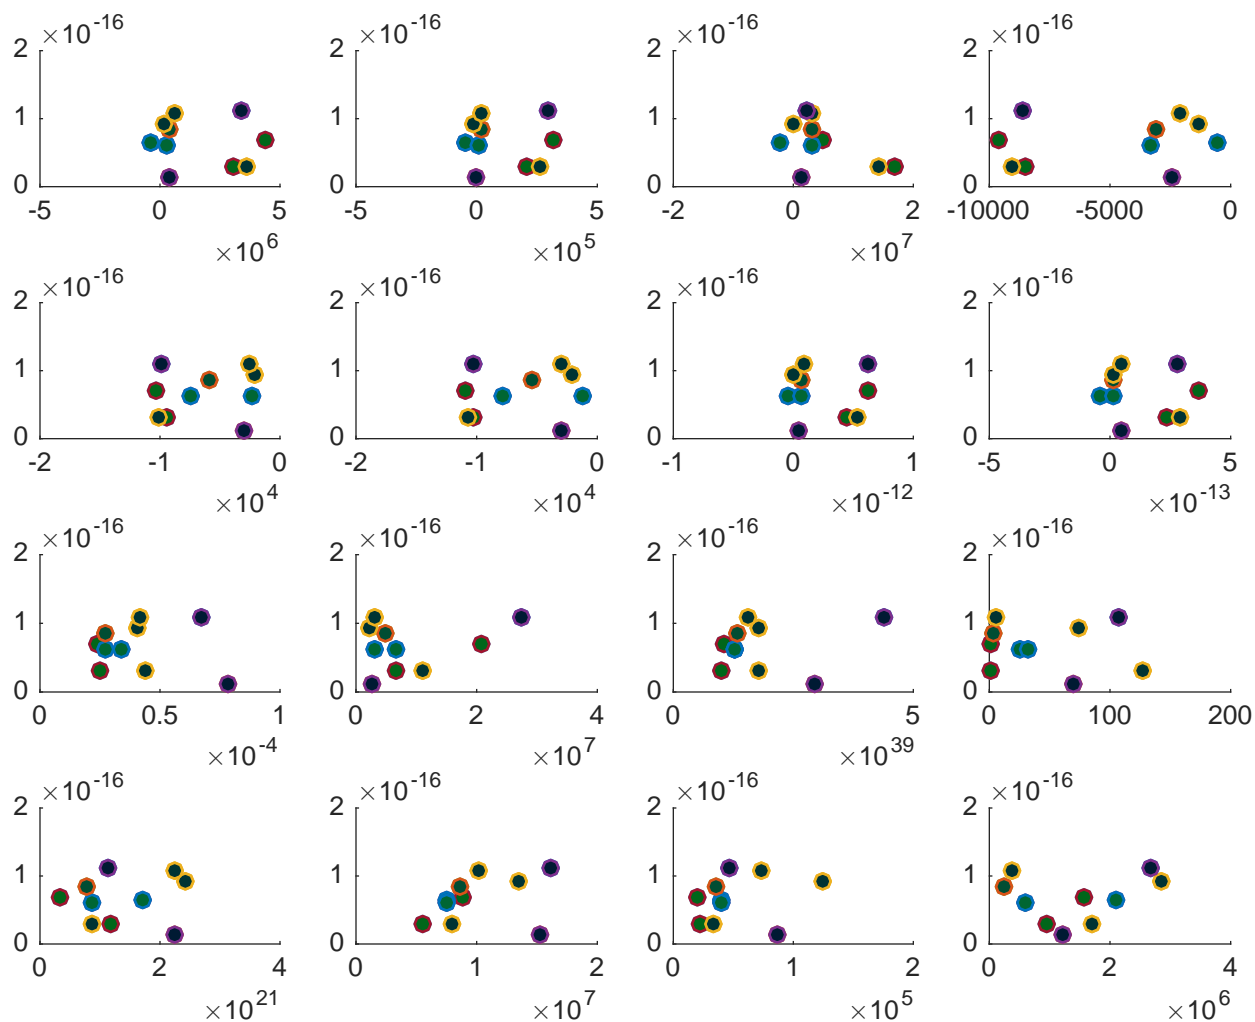 ×10-16 ×10-16 ×10-16 ×10-16
2 2 2 2
1 1 1 1
0 0 0 0
-5 0 5 -5 0 5 -2 0 2 -10000 -5000 0
×10^6 ×10^5 ×10^7
×10-16 ×10-16 ×10-16 ×10-16
2 2 2 2
1 1 1 1
0 0 0 0
-2 -1 0 -2 -1 0 -1 0 1 -5 0 5
×10^4 ×10^4 ×10-12 ×10-13
×10-16 ×10-16 ×10-16 ×10-16
2 2 2 2
1 1 1 1
0 0 0 0
0 0.5 1 0 2 4 0 5 0 100 200
×10-4 ×10^7 ×10^39
×10-16 ×10-16 ×10-16 ×10-16
2 2 2 2
1 1 1 1
0 0 0 0
0 2 4 0 1 2 0 1 2 0 2 4
×10^21 ×10^7 ×10^5 ×10^6